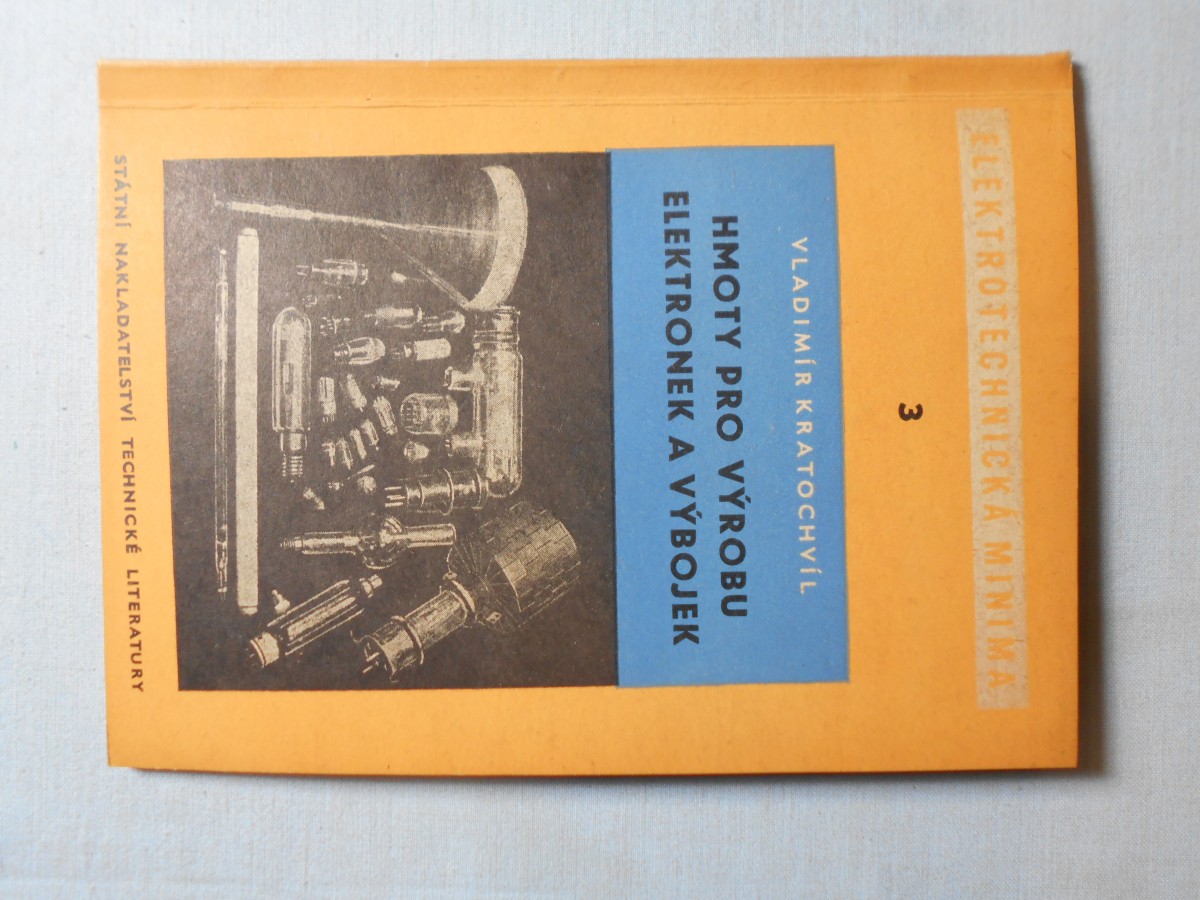 ELEKTROTECHNICKÁ MINIMA
3
VLADIMÍR KRATOCHVÍL
HMOTY PRO VÝROBU
ELEKTRONEK A VÝBOJEK
STÁTNÍ NAKLADATELSTVÍ TECHNICKÉ LITERATURY